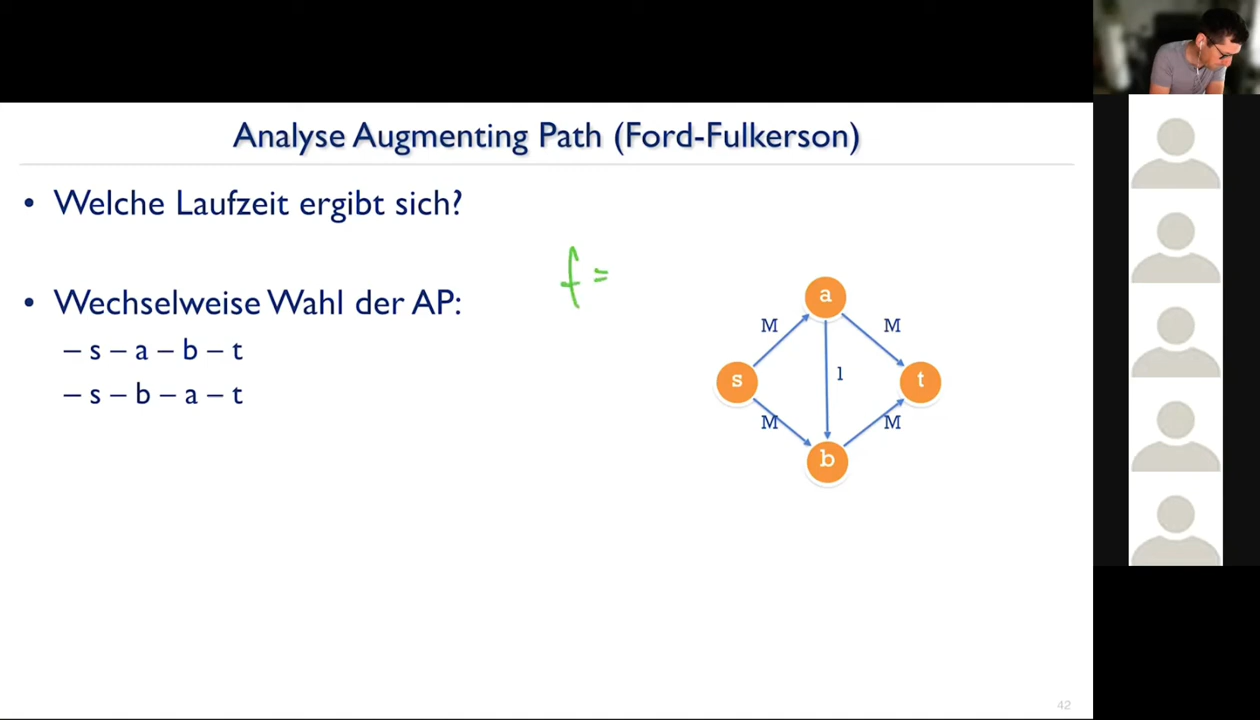 Analyse Augmenting Path (Ford-Fulkerson)
• Welche Laufzeit ergibt sich?
f =
• Wechselweise Wahl der AP:
– s – a – b – t
– s – b – a – t
a
M
M
s
1
t
M
M
b
42